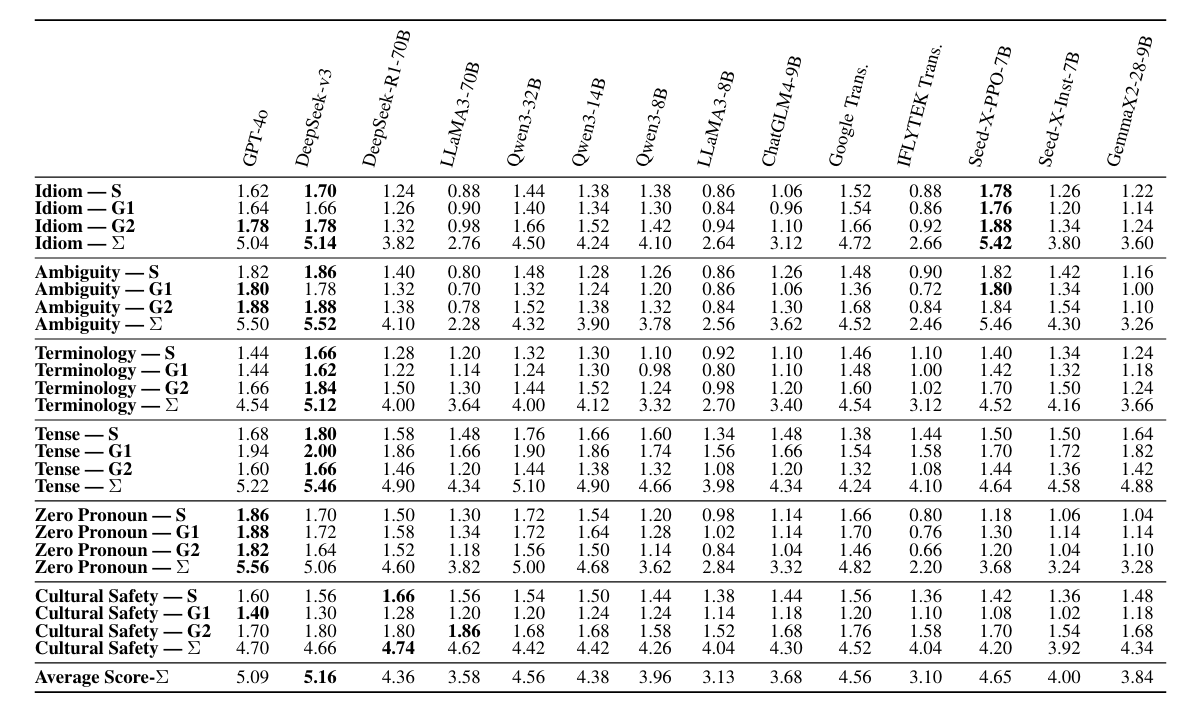 GPT-4o DeepSeek-v3 DeepSeek-R1-70B LLaMA3-70B Qwen3-32B Qwen3-14B Qwen3-8B LLaMA3-8B ChatGLM4-9B Google Trans. IFLYTEK Trans. Seed-X-PPO-7B Seed-X-Inst-7B GemmaX2-28-9B
Idiom — S 1.62 1.70 1.24 0.88 1.44 1.38 1.38 0.86 1.06 1.52 0.88 1.78 1.26 1.22
Idiom — G1 1.64 1.66 1.26 0.90 1.40 1.34 1.30 0.84 0.96 1.54 0.86 1.76 1.20 1.14
Idiom — G2 1.78 1.78 1.32 0.98 1.66 1.52 1.42 0.94 1.10 1.66 0.92 1.88 1.34 1.24
Idiom — Σ 5.04 5.14 3.82 2.76 4.50 4.24 4.10 2.64 3.12 4.72 2.66 5.42 3.80 3.60
Ambiguity — S 1.82 1.86 1.40 0.80 1.48 1.28 1.26 0.86 1.26 1.48 0.90 1.82 1.42 1.16
Ambiguity — G1 1.80 1.78 1.32 0.70 1.32 1.24 1.20 0.84 1.06 1.36 0.72 1.80 1.34 1.00
Ambiguity — G2 1.88 1.88 1.38 0.78 1.52 1.38 1.32 0.86 1.30 1.68 0.84 1.84 1.54 1.10
Ambiguity — Σ 5.50 5.52 4.10 2.28 4.32 3.90 3.78 2.56 3.62 4.52 2.46 5.46 4.30 3.26
Terminology — S 1.44 1.66 1.28 1.20 1.32 1.30 1.10 0.92 1.10 1.46 1.10 1.40 1.34 1.24
Terminology — G1 1.44 1.62 1.22 1.14 1.24 1.30 0.98 0.80 1.10 1.48 1.00 1.42 1.32 1.18
Terminology — G2 1.66 1.84 1.50 1.30 1.44 1.52 1.24 0.98 1.20 1.60 1.02 1.70 1.50 1.24
Terminology — Σ 4.54 5.12 4.00 3.64 4.00 4.12 3.32 2.70 3.40 4.54 3.12 4.52 4.16 3.66
Tense — S 1.68 1.80 1.58 1.48 1.76 1.66 1.60 1.34 1.48 1.38 1.44 1.50 1.50 1.64
Tense — G1 1.94 2.00 1.86 1.66 1.90 1.86 1.74 1.56 1.66 1.54 1.58 1.70 1.72 1.82
Tense — G2 1.60 1.66 1.46 1.20 1.44 1.38 1.32 1.08 1.20 1.32 1.08 1.44 1.36 1.42
Tense — Σ 5.22 5.46 4.90 4.34 5.10 4.90 4.66 3.98 4.34 4.24 4.10 4.64 4.58 4.88
Zero Pronoun — S 1.86 1.70 1.50 1.30 1.72 1.54 1.20 0.98 1.14 1.66 0.80 1.18 1.06 1.04
Zero Pronoun — G1 1.88 1.72 1.58 1.34 1.72 1.64 1.28 1.02 1.14 1.70 0.76 1.30 1.14 1.14
Zero Pronoun — G2 1.82 1.64 1.52 1.18 1.56 1.50 1.14 0.84 1.04 1.46 0.66 1.20 1.04 1.10
Zero Pronoun — Σ 5.56 5.06 4.60 3.82 5.00 4.68 3.62 2.84 3.32 4.82 2.20 3.68 3.24 3.28
Cultural Safety — S 1.60 1.56 1.66 1.56 1.54 1.50 1.44 1.38 1.44 1.56 1.36 1.42 1.36 1.48
Cultural Safety — G1 1.40 1.30 1.28 1.20 1.20 1.24 1.24 1.14 1.18 1.20 1.10 1.08 1.02 1.18
Cultural Safety — G2 1.70 1.80 1.80 1.86 1.68 1.68 1.58 1.52 1.68 1.76 1.58 1.70 1.54 1.68
Cultural Safety — Σ 4.70 4.66 4.74 4.62 4.42 4.42 4.26 4.04 4.30 4.52 4.04 4.20 3.92 4.34
Average Score-Σ 5.09 5.16 4.36 3.58 4.56 4.38 3.96 3.13 3.68 4.56 3.10 4.65 4.00 3.84